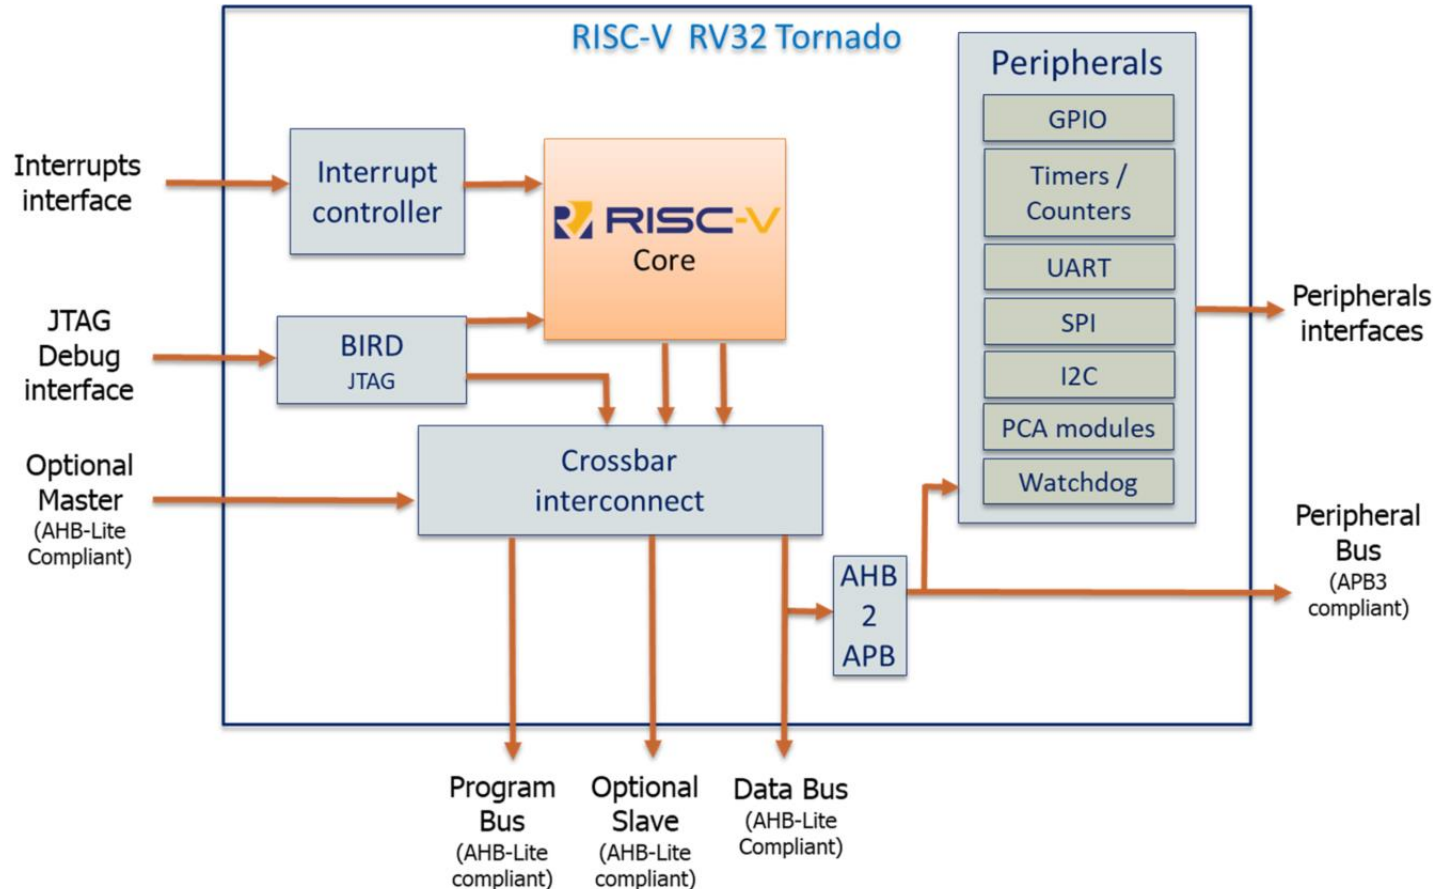 RISC-V RV32 Tornado
Peripherals
GPIO
Timers /
Counters
UART
SPI
I2C
PCA modules
Watchdog
Interrupts
interface
Interrupt
controller
RISC-V
Core
JTAG
Debug
interface
BIRD
JTAG
Peripherals
interfaces
Optional
Master
(AHB-Lite
Compliant)
Crossbar
interconnect
AHB
2
APB
Peripheral
Bus
(APB3
compliant)
Program
Bus
(AHB-Lite
compliant)
Optional
Slave
(AHB-Lite
compliant)
Data Bus
(AHB-Lite
Compliant)